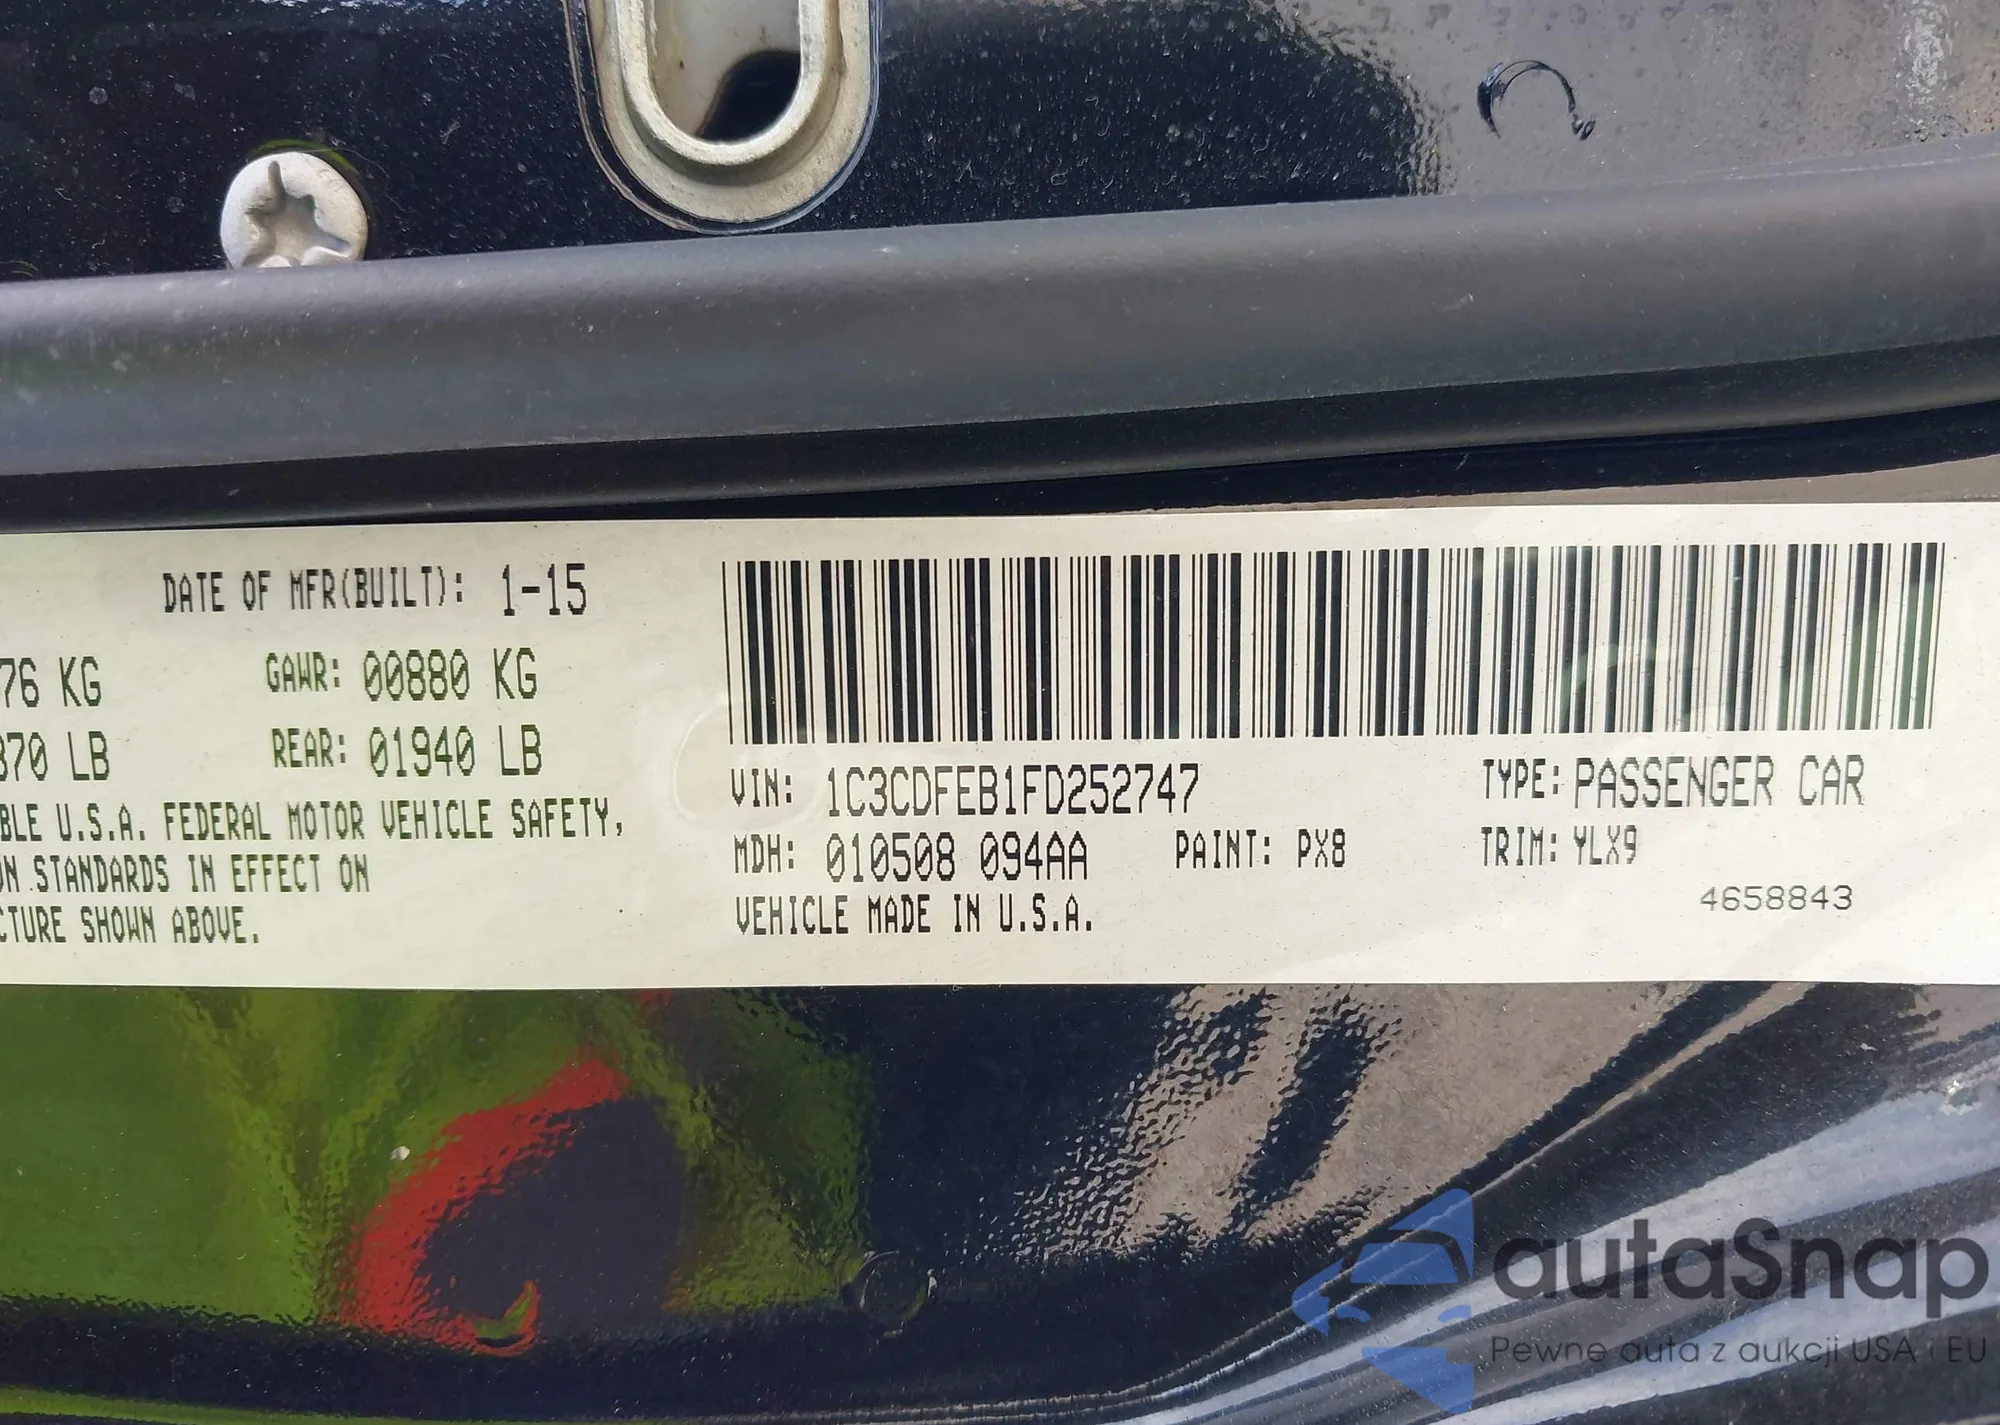 DATE OF MFR(BUILT): 1-15
76 KG GAWR: 00880 KG
870 LB REAR: 01940 LB
BLE U.S.A. FEDERAL MOTOR VEHICLE SAFETY,
ON STANDARDS IN EFFECT ON
CTURE SHOWN ABOVE.
VIN: 1C3CDFEB1FD252747 TYPE: PASSENGER CAR
MDH: 010508 094AA PAINT: PX8 TRIM: YLX9
VEHICLE MADE IN U.S.A. 4658843
autaSnap
Pewne auta z aukcji USA i EU